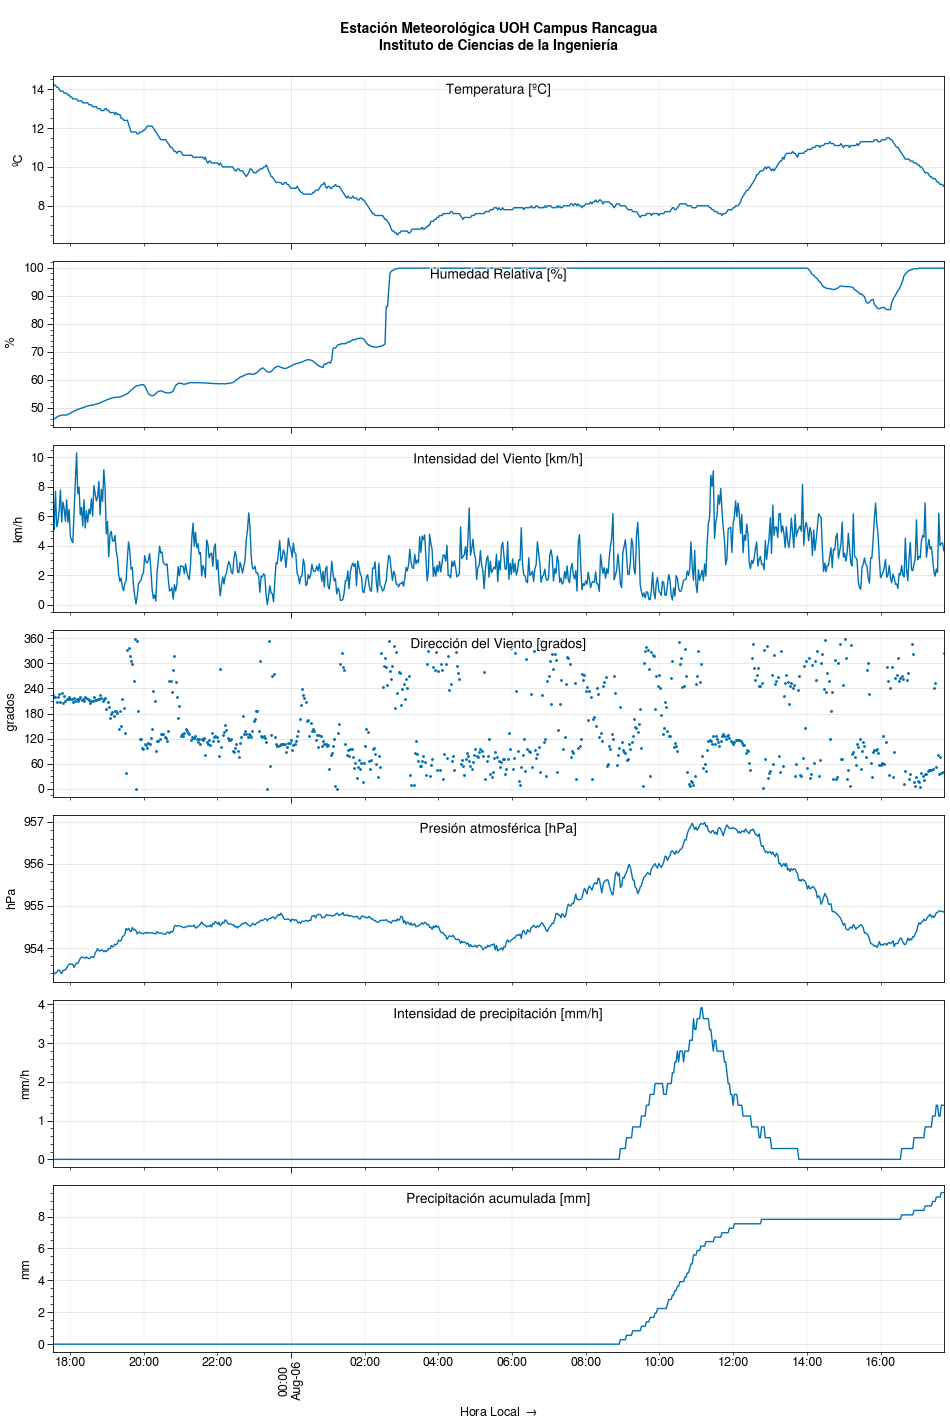 Estación Meteorológica UOH Campus Rancagua
Instituto de Ciencias de la Ingeniería
Temperatura [ºC]
ºC
14
12
10
8
Humedad Relativa [%]
%
100
90
80
70
60
50
Intensidad del Viento [km/h]
km/h
10
8
6
4
2
0
Dirección del Viento [grados]
grados
360
300
240
180
120
60
0
Presión atmosférica [hPa]
hPa
957
956
955
954
Intensidad de precipitación [mm/h]
mm/h
4
3
2
1
0
Precipitación acumulada [mm]
mm
8
6
4
2
0
18:00 20:00 22:00 00:00 02:00 04:00 06:00 08:00 10:00 12:00 14:00 16:00
Aug-06
Hora Local →